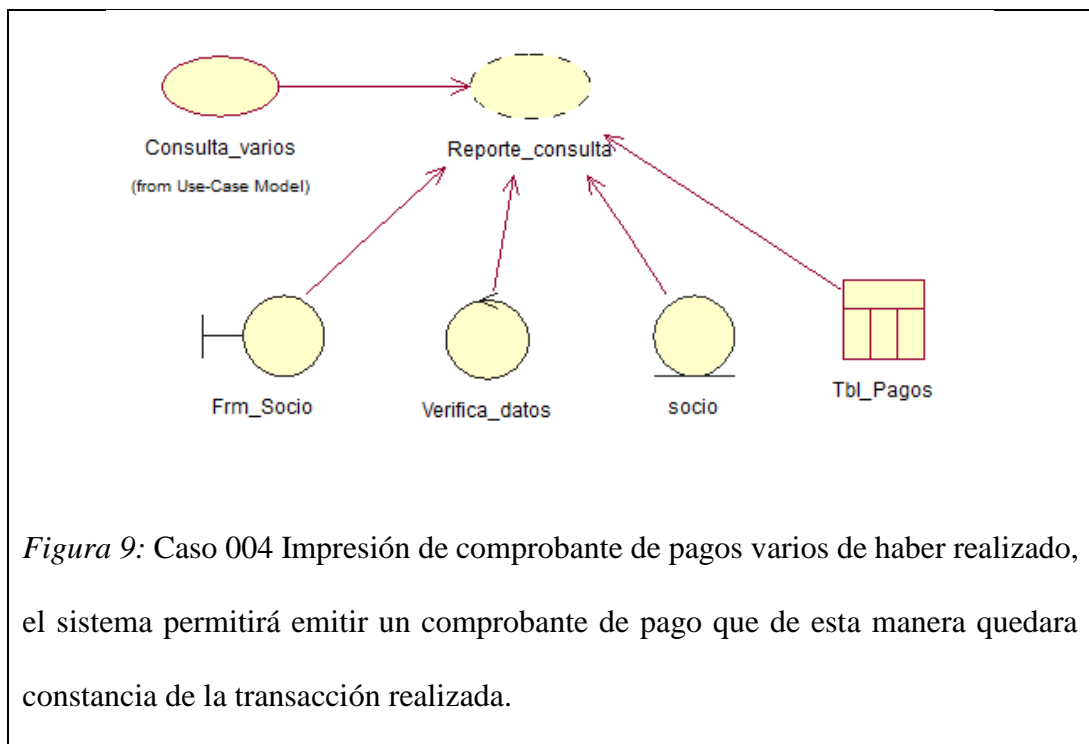 Consulta_varios
(from Use-Case Model)
Reporte_consulta
Frm_Socio
Verifica_datos
socio
Tbl_Pagos
Figura 9: Caso 004 Impresión de comprobante de pagos varios de haber realizado,
el sistema permitirá emitir un comprobante de pago que de esta manera quedara
constancia de la transacción realizada.